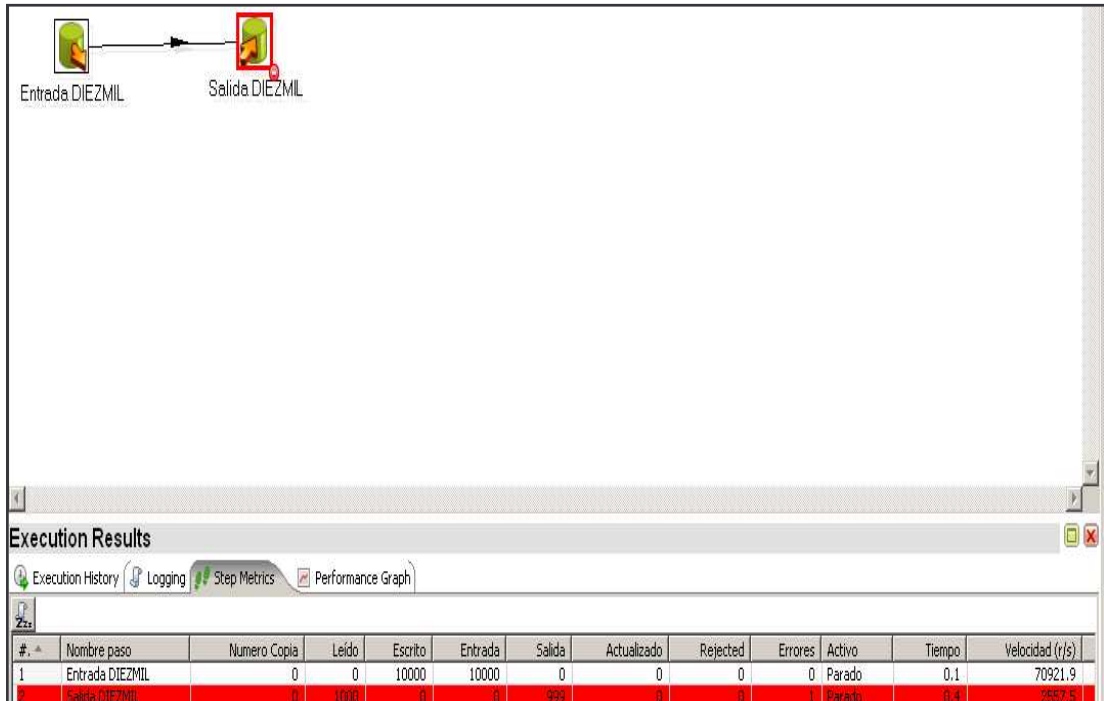 Entrada DIEZMIL
Salida DIEZMIL
Execution Results
Execution History Logging Step Metrics Performance Graph
#. Nombre paso Numero Copia Leído Escrito Entrada Salida Actualizado Rejected Errores Activo Tiempo Velocidad (r/s)
1 Entrada DIEZMIL 0 0 10000 10000 0 0 0 0 Parado 0.1 70921.9
2 Salida DIEZMIL 0 1000 0 0 999 0 0 1 Parado 0.4 2557.5